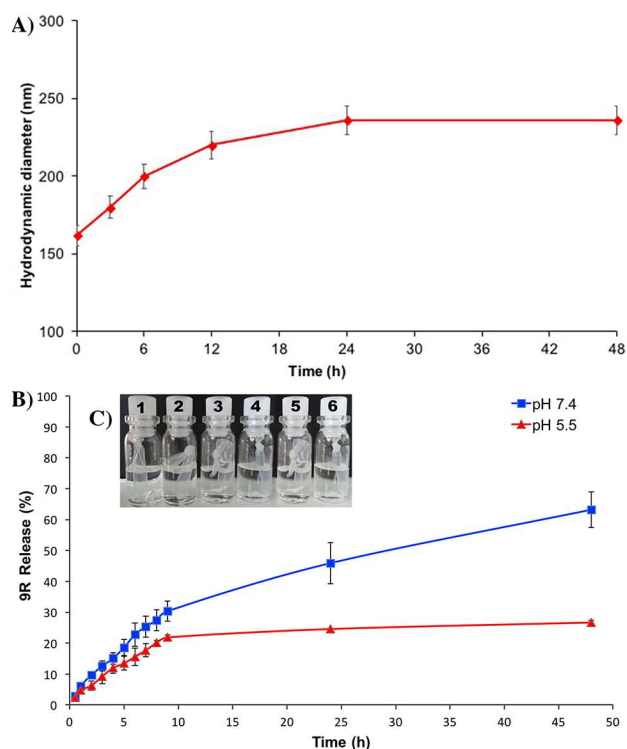 A)
Hydrodynamic diameter (nm)
300
250
200
150
100
0 6 12 18 24 30 36 42 48
Time (h)
B)
C)
1 2 3 4 5 6
pH 7.4
pH 5.5
9R Release (%)
100
90
80
70
60
50
40
30
20
10
0
0 5 10 15 20 25 30 35 40 45 50
Time (h)